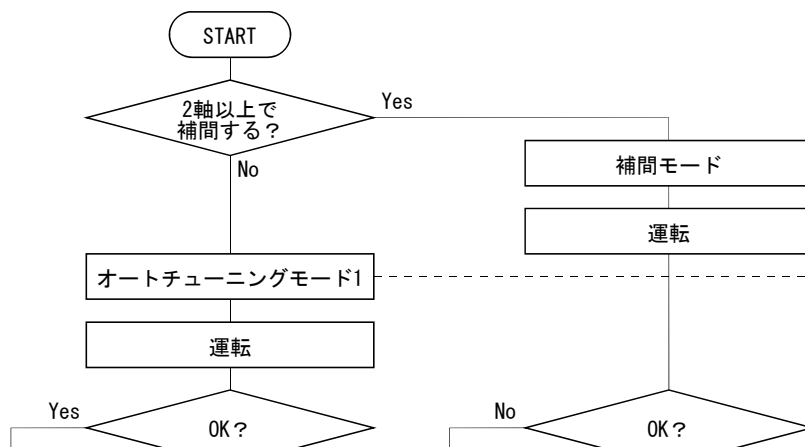 START
2軸以上で
補間する?
Yes
No
補間モード
運転
オートチューニングモード1
運転
Yes
OK?
No
OK?